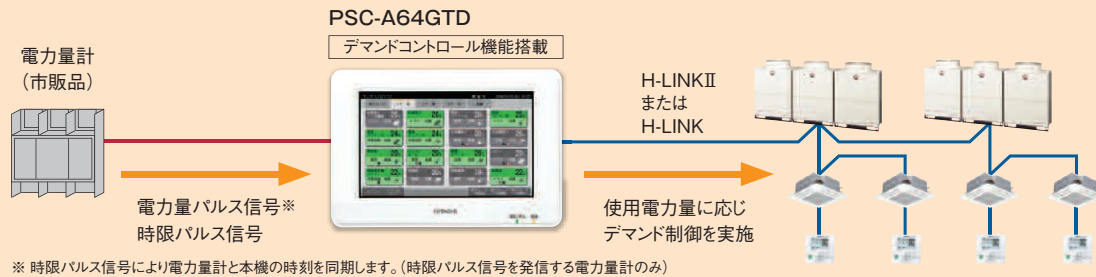 PSC-A64GTD
デマンドコントロール機能搭載
電力量計
(市販品)
H-LINKⅡ
または
H-LINK
HITACHI
電力量パルス信号※
時限パルス信号
使用電力量に応じ
デマンド制御を実施
※ 時限パルス信号により電力量計と本機の時刻を同期します。(時限パルス信号を発信する電力量計のみ)